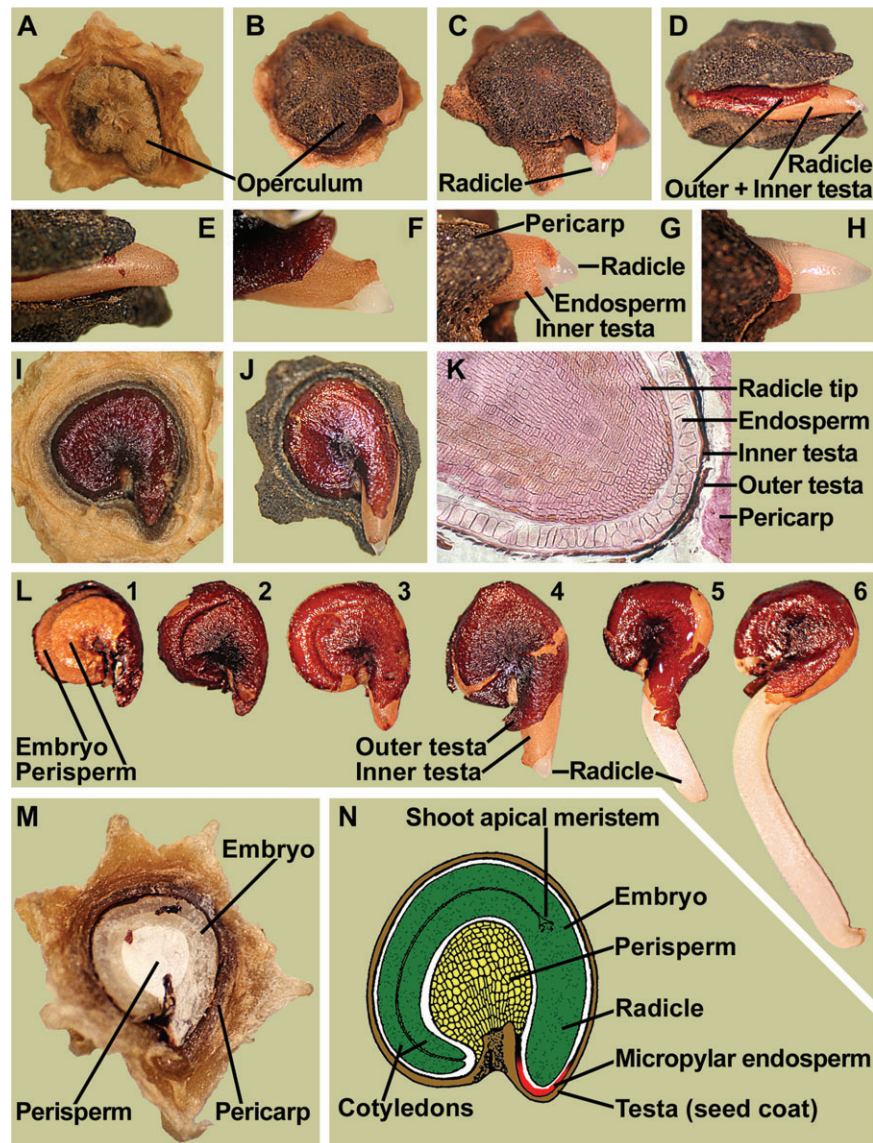 A
B
C
D
Operculum
Radicle
Radicle
Outer + Inner testa
E
F
G
H
Pericarp
Radicle
Endosperm
Inner testa
I
J
K
Radicle tip
Endosperm
Inner testa
Outer testa
Pericarp
L
1
2
3
4
5
6
Embryo
Perisperm
Outer testa
Inner testa
Radicle
M
Embryo
Perisperm
Pericarp
N
Shoot apical meristem
Embryo
Perisperm
Radicle
Micropylar endosperm
Cotyledons
Testa (seed coat)